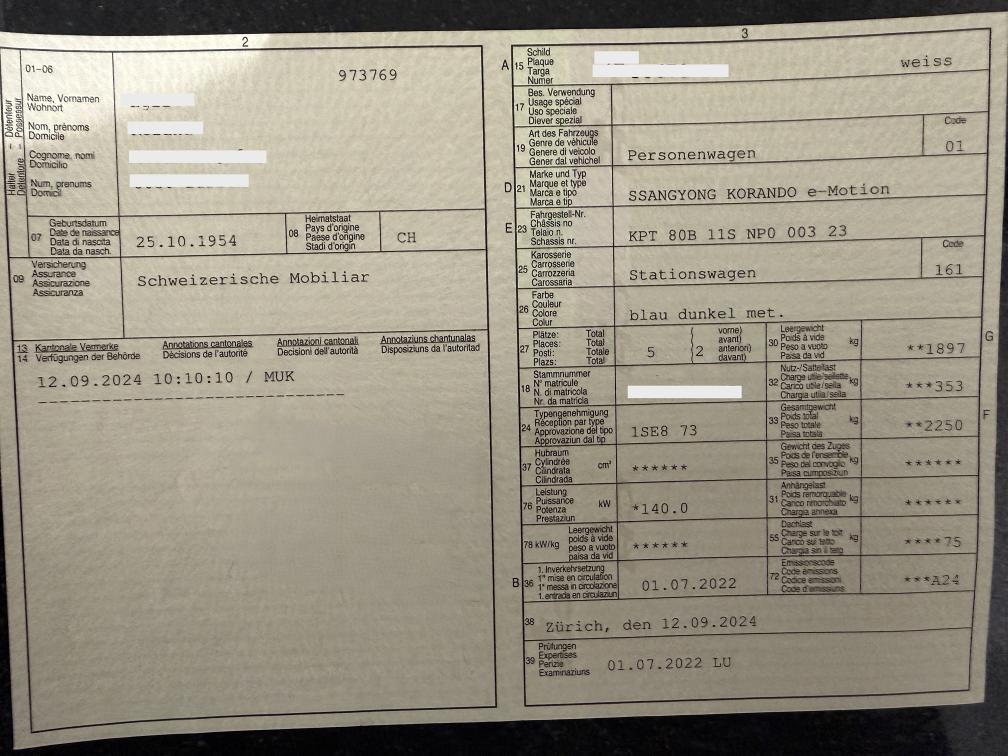 2
01-06
973769
Halter – Détenteur
Detentore – Possessur
Name, Vornamen
Wohnort
Nom, prénoms
Domicile
Cognome, nomi
Domicilio
Num, prenums
Domicil
07
Geburtsdatum
Date de naissance
Data di nascita
Data da nasch.
25.10.1954
08
Heimatstaat
Pays d'origine
Paese d'origine
Stadi d'origin
CH
09
Versicherung
Assurance
Assicurazione
Assicuranza
Schweizerische Mobiliar
13 Kantonale Vermerke Annotations cantonales Annotazioni cantonali Annotaziuns chantunalas
14 Verfügungen der Behörde Décisions de l'autorité Decisioni dell'autorità Disposiziuns da l'autoritad
12.09.2024 10:10:10 / MUK
3
A 15
Schild
Plaque
Targa
Numer
weiss
17
Bes. Verwendung
Usage spécial
Uso speciale
Diever spezial
19
Art des Fahrzeugs
Genre de véhicule
Genere di veicolo
Gener dal vehichel
Personenwagen
Code
01
D 21
Marke und Typ
Marque et type
Marca e tipo
Marca e tip
SSANGYONG KORANDO e-Motion
E 23
Fahrgestell-Nr.
Châssis no
Telaio n.
Schassis nr.
KPT 80B 11S NP0 003 23
25
Karosserie
Carrosserie
Carrozzeria
Carossaria
Stationswagen
Code
161
26
Farbe
Couleur
Colore
Colur
blau dunkel met.
27
Plätze: Total
Places: Total
Posti: Totale
Plazs: Total
5
(2
vorne)
avant)
anteriori)
davant)
30
Leergewicht
Poids à vide
Peso a vuoto
Paisa da vid
kg
**1897
G
18
Stammnummer
N° matricule
N. di matricola
Nr. da matricla
32
Nutz-/Sattellast
Charge utile/sellette
Carico utile/sella
Chargia utila/sella
kg
***353
24
Typengenehmigung
Réception par type
Approvazione del tipo
Approvaziun dal tip
1SE8 73
33
Gesamtgewicht
Poids total
Peso totale
Paisa totala
kg
**2250
F
37
Hubraum
Cylindrée
Cilindrata
Cilindrada
cm³
******
35
Gewicht des Zuges
Poids de l'ensemble
Peso del convoglio
Paisa cumposiziun
kg
******
76
Leistung
Puissance
Potenza
Prestaziun
kW
*140.0
31
Anhängelast
Poids remorquable
Carico rimorchiato
Chargia annexa
kg
******
78 kW/kg
Leergewicht
poids à vide
peso a vuoto
paisa da vid
******
55
Dachlast
Charge sur le toit
Carico sul tetto
Chargia sin il tetg
kg
****75
B 36
1. Inverkehrsetzung
1re mise en circulation
1a messa in circolazione
1. entrada en circulaziun
01.07.2022
72
Emissionscode
Code émissions
Codice emissioni
Code d'emissiuns
***A24
38
Zürich, den 12.09.2024
39
Prüfungen
Expertises
Perizie
Examinaziuns
01.07.2022 LU